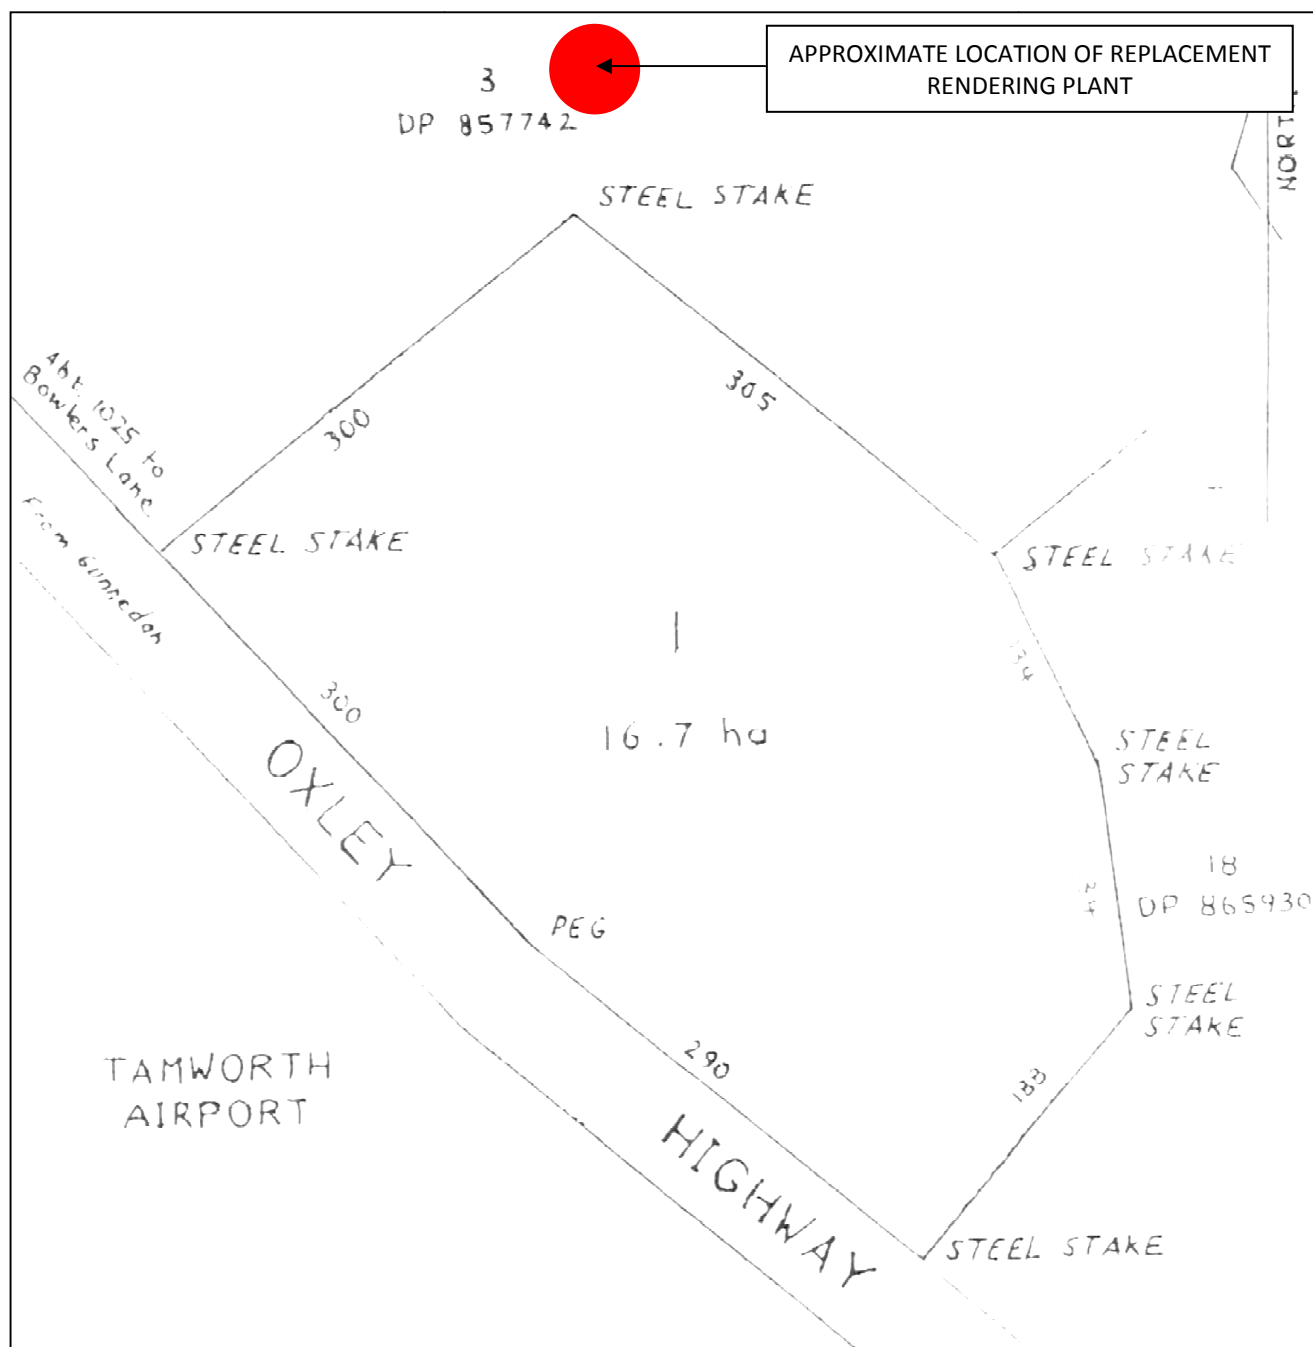 APPROXIMATE LOCATION OF REPLACEMENT
RENDERING PLANT
3
DP 857742
STEEL STAKE
305
300
Abt. 1025 to
Bowlers Lane
From Gunnedah
STEEL STAKE
STEEL STAKE
1
16.7 ha
300
OXLEY
STEEL
STAKE
18
DP 865930
PEG
STEEL
STAKE
290
188
TAMWORTH
AIRPORT
HIGHWAY
STEEL STAKE